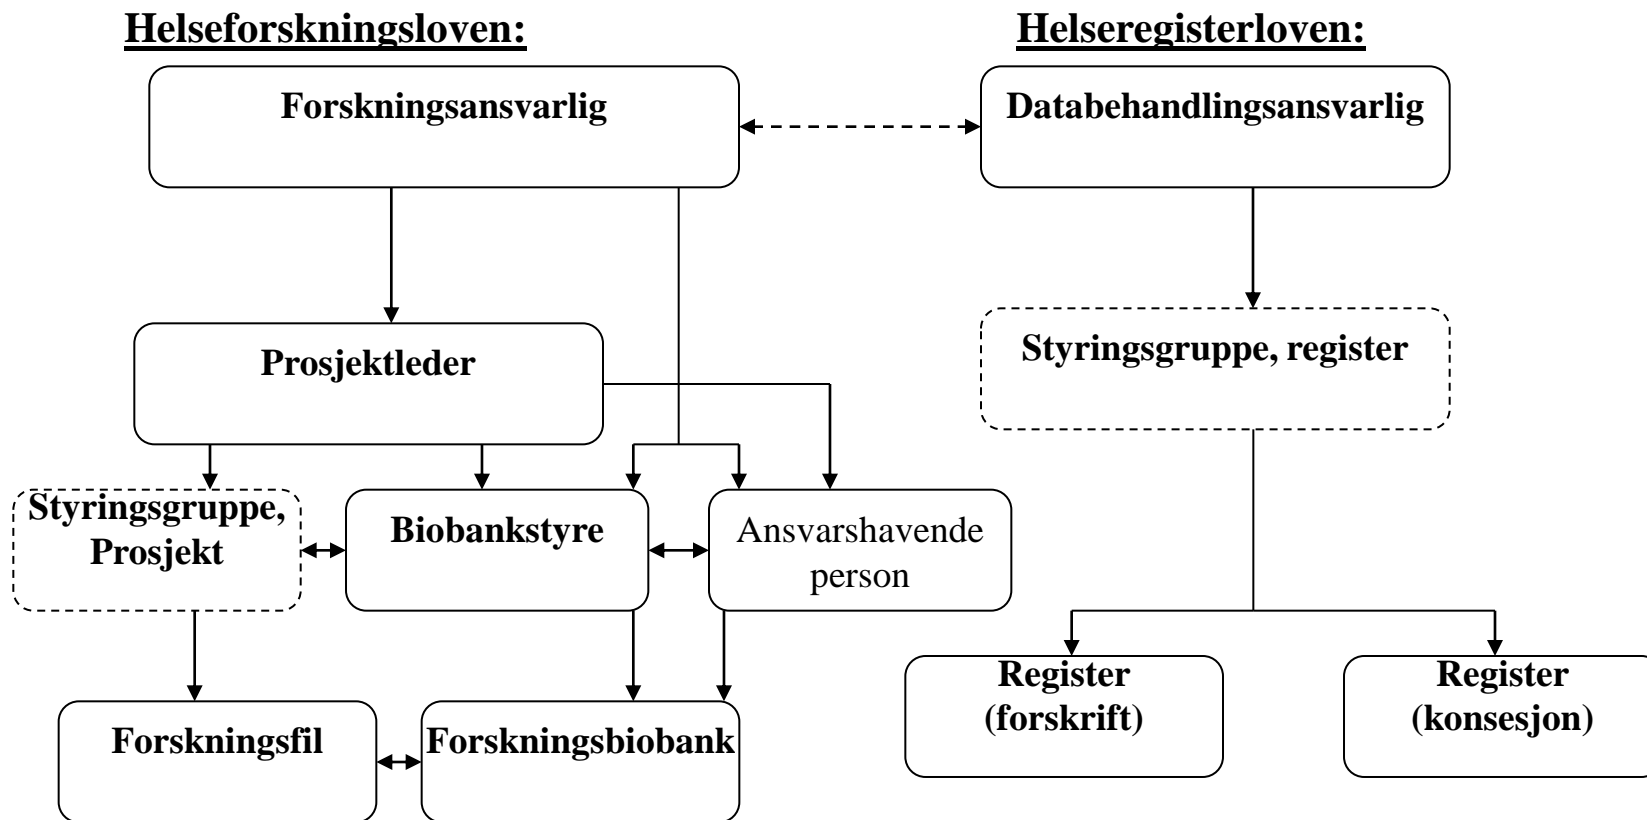 Helseforskningsloven:
Helseregisterloven:
Forskningsansvarlig
Databehandlingsansvarlig
Prosjektleder
Styringsgruppe, register
Styringsgruppe,
Prosjekt
Biobankstyre
Ansvarshavende
person
Forskningsfil
Forskningsbiobank
Register
(forskrift)
Register
(konsesjon)